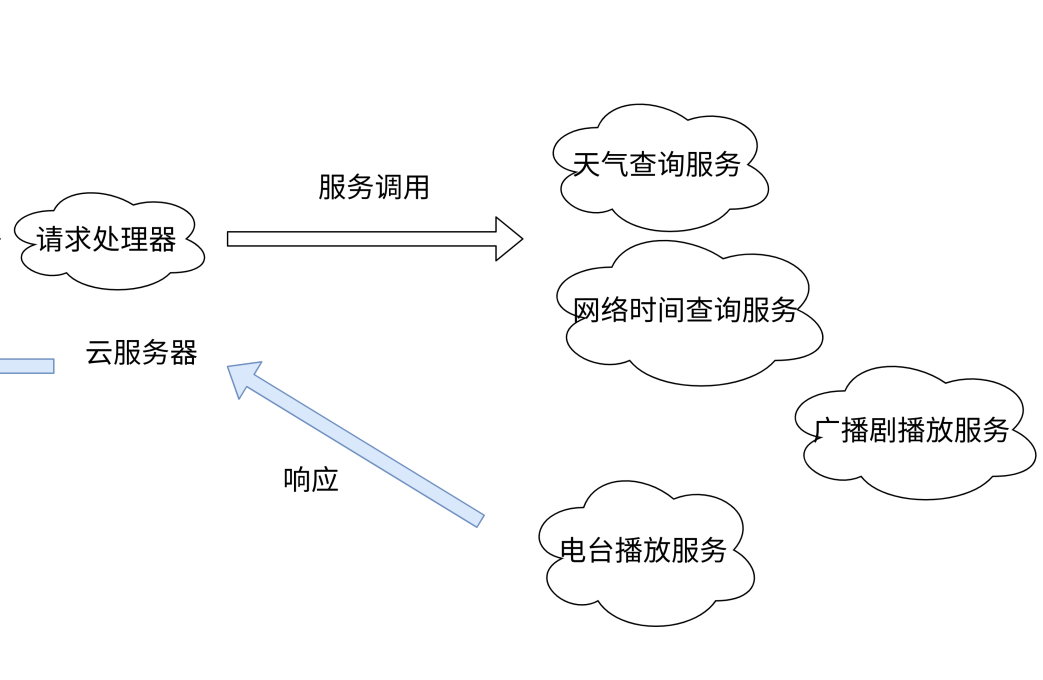 天气查询服务
服务调用
请求处理器
网络时间查询服务
云服务器
广播剧播放服务
响应
电台播放服务